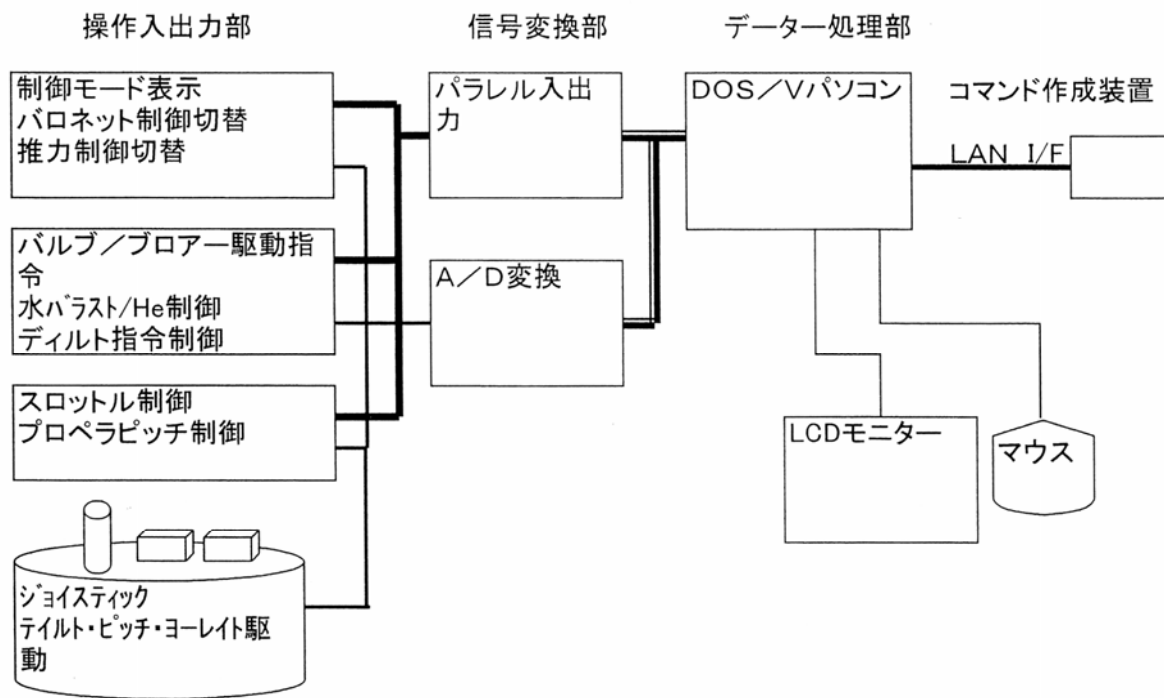 操作入出力部
信号変換部
データー処理部
制御モード表示
バロネット制御切替
推力制御切替
パラレル入出
力
DOS／Vパソコン
コマンド作成装置
LAN I/F
バルブ／ブロアー駆動指
令
水ﾊﾞﾗｽﾄ/He制御
ディルト指令制御
A／D変換
スロットル制御
プロペラピッチ制御
LCDモニター
マウス
ｼﾞｮｲスティック
テイルト・ピッチ・ヨーレイト駆
動